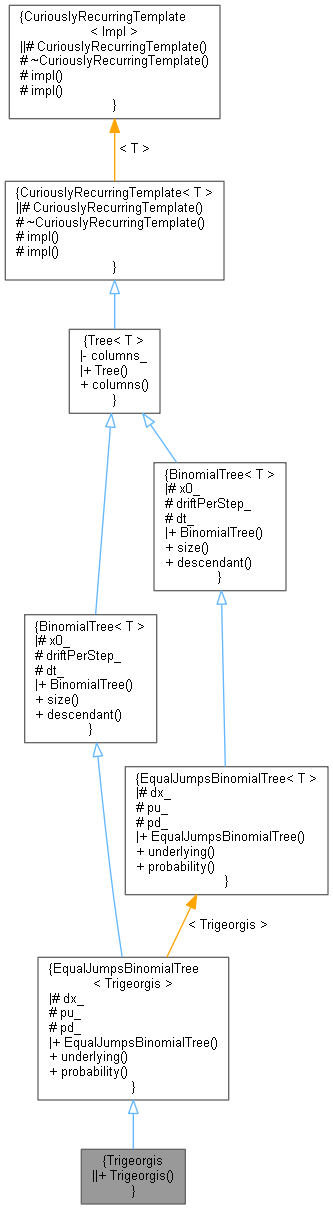 {CuriouslyRecurringTemplate
< Impl >
||# CuriouslyRecurringTemplate()
# ~CuriouslyRecurringTemplate()
# impl()
# impl()
}
< T >
{CuriouslyRecurringTemplate< T >
||# CuriouslyRecurringTemplate()
# ~CuriouslyRecurringTemplate()
# impl()
# impl()
}
{Tree< T >
|- columns_
|+ Tree()
+ columns()
}
{BinomialTree< T >
|# x0_
# driftPerStep_
# dt_
|+ BinomialTree()
+ size()
+ descendant()
}
{BinomialTree< T >
|# x0_
# driftPerStep_
# dt_
|+ BinomialTree()
+ size()
+ descendant()
}
{EqualJumpsBinomialTree< T >
|# dx_
# pu_
# pd_
|+ EqualJumpsBinomialTree()
+ underlying()
+ probability()
}
< Trigeorgis >
{EqualJumpsBinomialTree
< Trigeorgis >
|# dx_
# pu_
# pd_
|+ EqualJumpsBinomialTree()
+ underlying()
+ probability()
}
{Trigeorgis
||+ Trigeorgis()
}